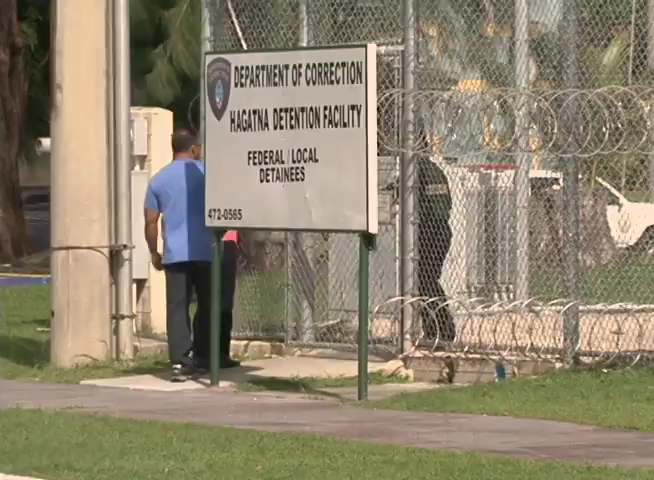 DEPARTMENT OF CORRECTION
HAGATNA DETENTION FACILITY
FEDERAL / LOCAL
DETAINEES
472-0565